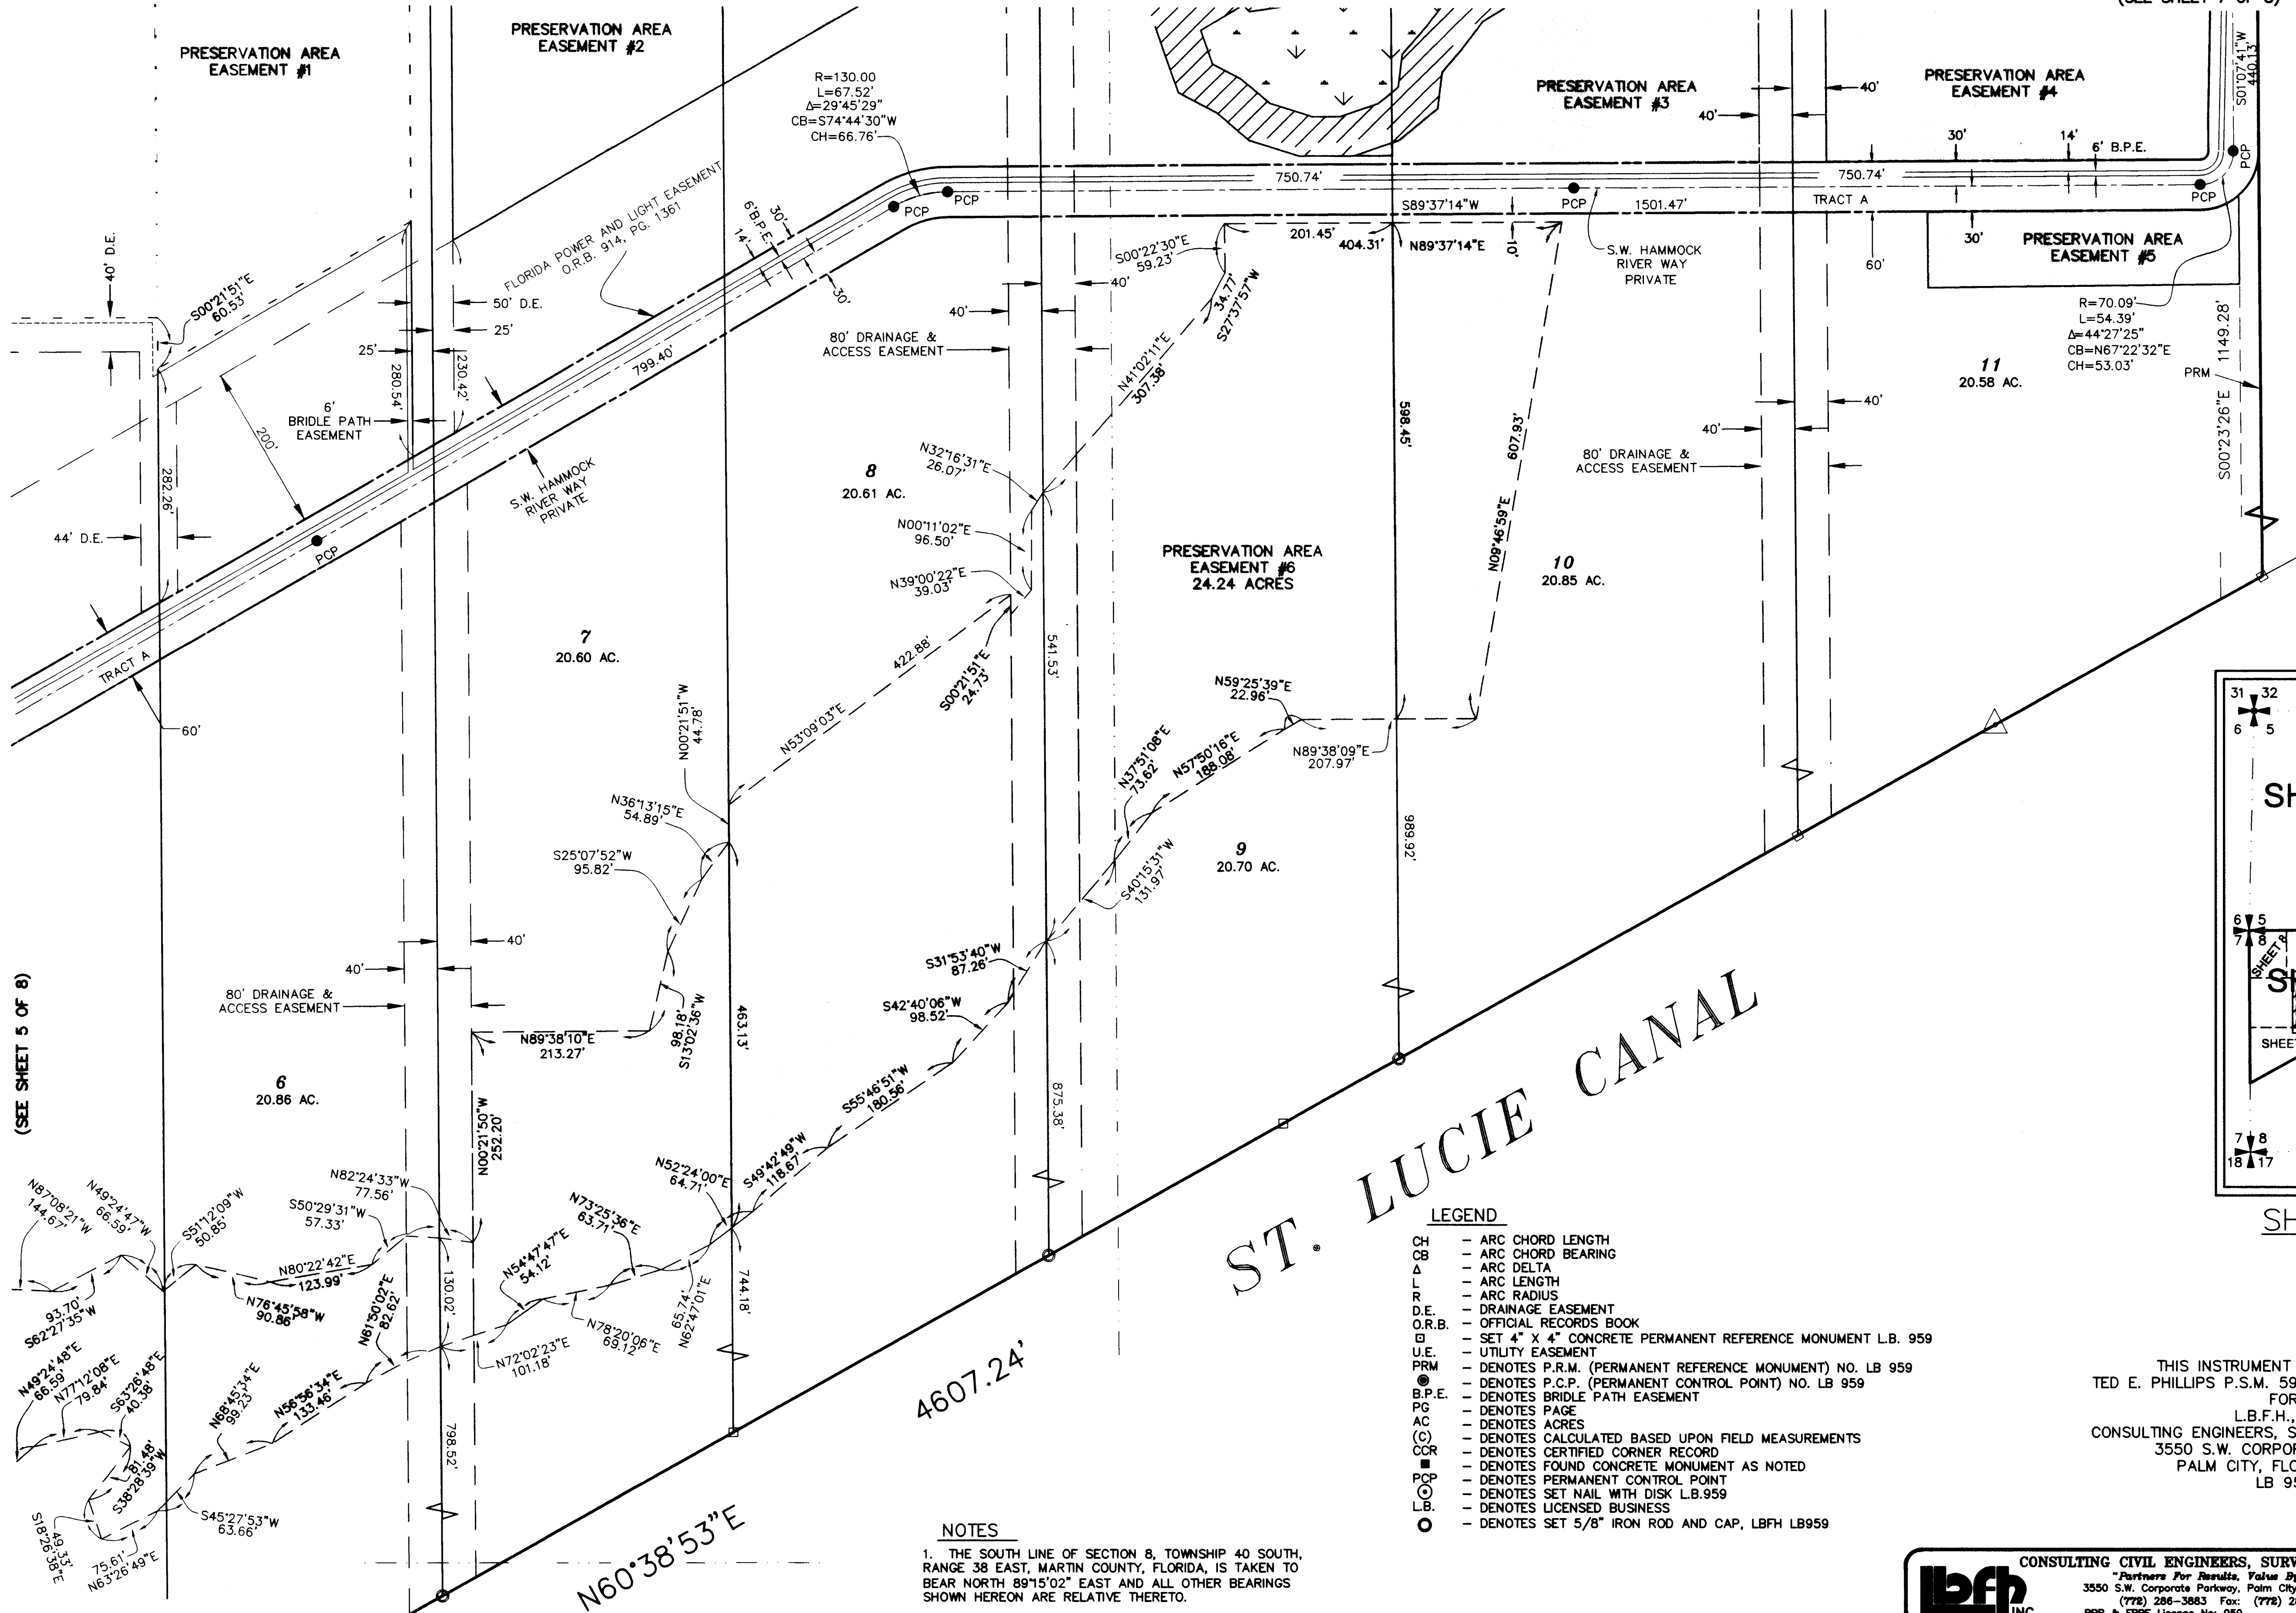 PRESERVATION AREA
EASEMENT #1
PRESERVATION AREA
EASEMENT #2
R=130.00
L=67.52'
Δ=29°45'29"
CB=S74°44'30"W
CH=66.76'
PRESERVATION AREA
EASEMENT #3
PRESERVATION AREA
EASEMENT #4
S01°07'41"W
440.13'
40'
40'
30'
14'
6' B.P.E.
PCP
PCP
PCP
PCP
PCP
750.74'
750.74'
S89°37'14"W
1501.47'
TRACT A
FLORIDA POWER AND LIGHT EASEMENT
O.R.B. 914, PG. 1361
30'
6'B.P.E.
14'
30'
40' D.E.
S00°21'51"E
60.53'
50' D.E.
25'
25'
230.42'
280.54'
799.40'
6'
BRIDLE PATH
EASEMENT
200'
282.26'
44' D.E.
PCP
S.W. HAMMOCK
RIVER WAY
PRIVATE
TRACT A
60'
S00°22'30"E
59.23'
201.45'
404.31'
N89°37'14"E
10'
S.W. HAMMOCK
RIVER WAY
PRIVATE
60'
30'
PRESERVATION AREA
EASEMENT #5
R=70.09'
L=54.39'
Δ=44°27'25"
CB=N67°22'32"E
CH=53.03'
1149.28'
S00°23'26"E
PRM
11
20.58 AC.
40'
40'
80' DRAINAGE &
ACCESS EASEMENT
34.77'
S27°37'57"W
N41°02'11"E
307.38'
598.45'
607.93'
N09°46'59"E
40'
40'
80' DRAINAGE &
ACCESS EASEMENT
8
20.61 AC.
N32°16'31"E
26.07'
N00°11'02"E
96.50'
N39°00'22"E
39.03'
PRESERVATION AREA
EASEMENT #6
24.24 ACRES
10
20.85 AC.
7
20.60 AC.
422.88'
N53°09'03"E
S00°21'51"E
24.73'
541.53'
N00°21'51"W
44.78'
N59°25'39"E
22.96'
N89°38'09"E
207.97'
N37°51'08"E
73.62'
N57°50'16"E
188.08'
N36°13'15"E
54.89'
S25°07'52"W
95.82'
9
20.70 AC.
989.92'
S40°15'31"W
131.97'
S31°53'40"W
87.26'
S42°40'06"W
98.52'
40'
40'
80' DRAINAGE &
ACCESS EASEMENT
(SEE SHEET 5 OF 8)
N89°38'10"E
213.27'
98.18'
S13°02'36"W
463.13'
6
20.86 AC.
N00°21'50"W
252.20'
S55°46'51"W
180.56'
875.38'
N87°08'21"W
144.67'
N49°24'47"W
66.59'
S51°12'09"W
50.85'
N82°24'33"W
77.56'
S50°29'31"W
57.33'
N80°22'42"E
123.99'
N76°45'58"W
90.86'
93.70'
S62°27'35"W
N61°50'02"E
82.62'
130.02'
N54°47'47"E
54.12'
N73°25'36"E
63.71'
N52°24'00"E
64.71'
S49°42'49"W
118.67'
65.74'
N62°47'01"E
744.18'
N78°20'06"E
69.12'
N72°02'23"E
101.18'
N49°24'48"E
66.59'
N77°12'08"E
79.84'
S63°26'48"E
40.38'
N68°45'34"E
99.23'
N56°56'34"E
133.46'
81.48'
S38°28'39"W
S45°27'53"W
63.66'
49.33'
S18°26'38"E
75.61'
N63°26'49"E
798.52'
ST. LUCIE CANAL
4607.24'
N60°38'53"E
31 32
6 5
6 5
7 8
SHEET 8
7 8
18 17
LEGEND
CH – ARC CHORD LENGTH
CB – ARC CHORD BEARING
Δ – ARC DELTA
L – ARC LENGTH
R – ARC RADIUS
D.E. – DRAINAGE EASEMENT
O.R.B. – OFFICIAL RECORDS BOOK
– SET 4" X 4" CONCRETE PERMANENT REFERENCE MONUMENT L.B. 959
U.E. – UTILITY EASEMENT
PRM – DENOTES P.R.M. (PERMANENT REFERENCE MONUMENT) NO. LB 959
– DENOTES P.C.P. (PERMANENT CONTROL POINT) NO. LB 959
B.P.E. – DENOTES BRIDLE PATH EASEMENT
PG – DENOTES PAGE
AC – DENOTES ACRES
(C) – DENOTES CALCULATED BASED UPON FIELD MEASUREMENTS
CCR – DENOTES CERTIFIED CORNER RECORD
– DENOTES FOUND CONCRETE MONUMENT AS NOTED
PCP – DENOTES PERMANENT CONTROL POINT
– DENOTES SET NAIL WITH DISK L.B.959
L.B. – DENOTES LICENSED BUSINESS
– DENOTES SET 5/8" IRON ROD AND CAP, LBFH LB959
NOTES
1. THE SOUTH LINE OF SECTION 8, TOWNSHIP 40 SOUTH,
RANGE 38 EAST, MARTIN COUNTY, FLORIDA, IS TAKEN TO
BEAR NORTH 89°15'02" EAST AND ALL OTHER BEARINGS
SHOWN HEREON ARE RELATIVE THERETO.
THIS INSTRUMENT
TED E. PHILLIPS P.S.M. 59
FOR
L.B.F.H.,
CONSULTING ENGINEERS, S
3550 S.W. CORPOR
PALM CITY, FLO
LB 95
lbfh INC.
CONSULTING CIVIL ENGINEERS, SURV
"Partners For Results, Value By
3550 S.W. Corporate Parkway, Palm City
(772) 286-3883 Fax: (772) 2